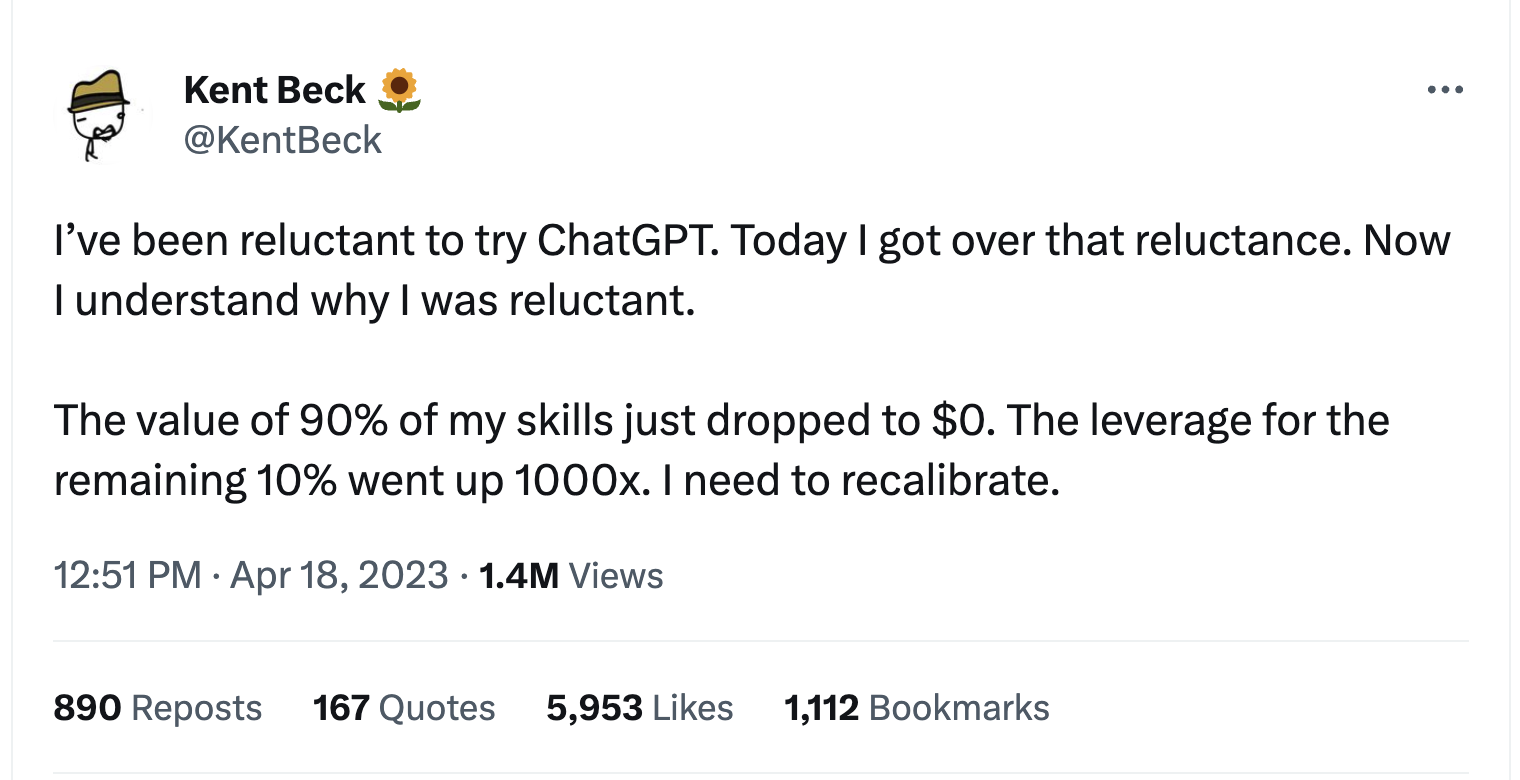 Kent Beck 🌻
@KentBeck
I’ve been reluctant to try ChatGPT. Today I got over that reluctance. Now
I understand why I was reluctant.
The value of 90% of my skills just dropped to $0. The leverage for the
remaining 10% went up 1000x. I need to recalibrate.
12:51 PM · Apr 18, 2023 · 1.4M Views
890 Reposts 167 Quotes 5,953 Likes 1,112 Bookmarks